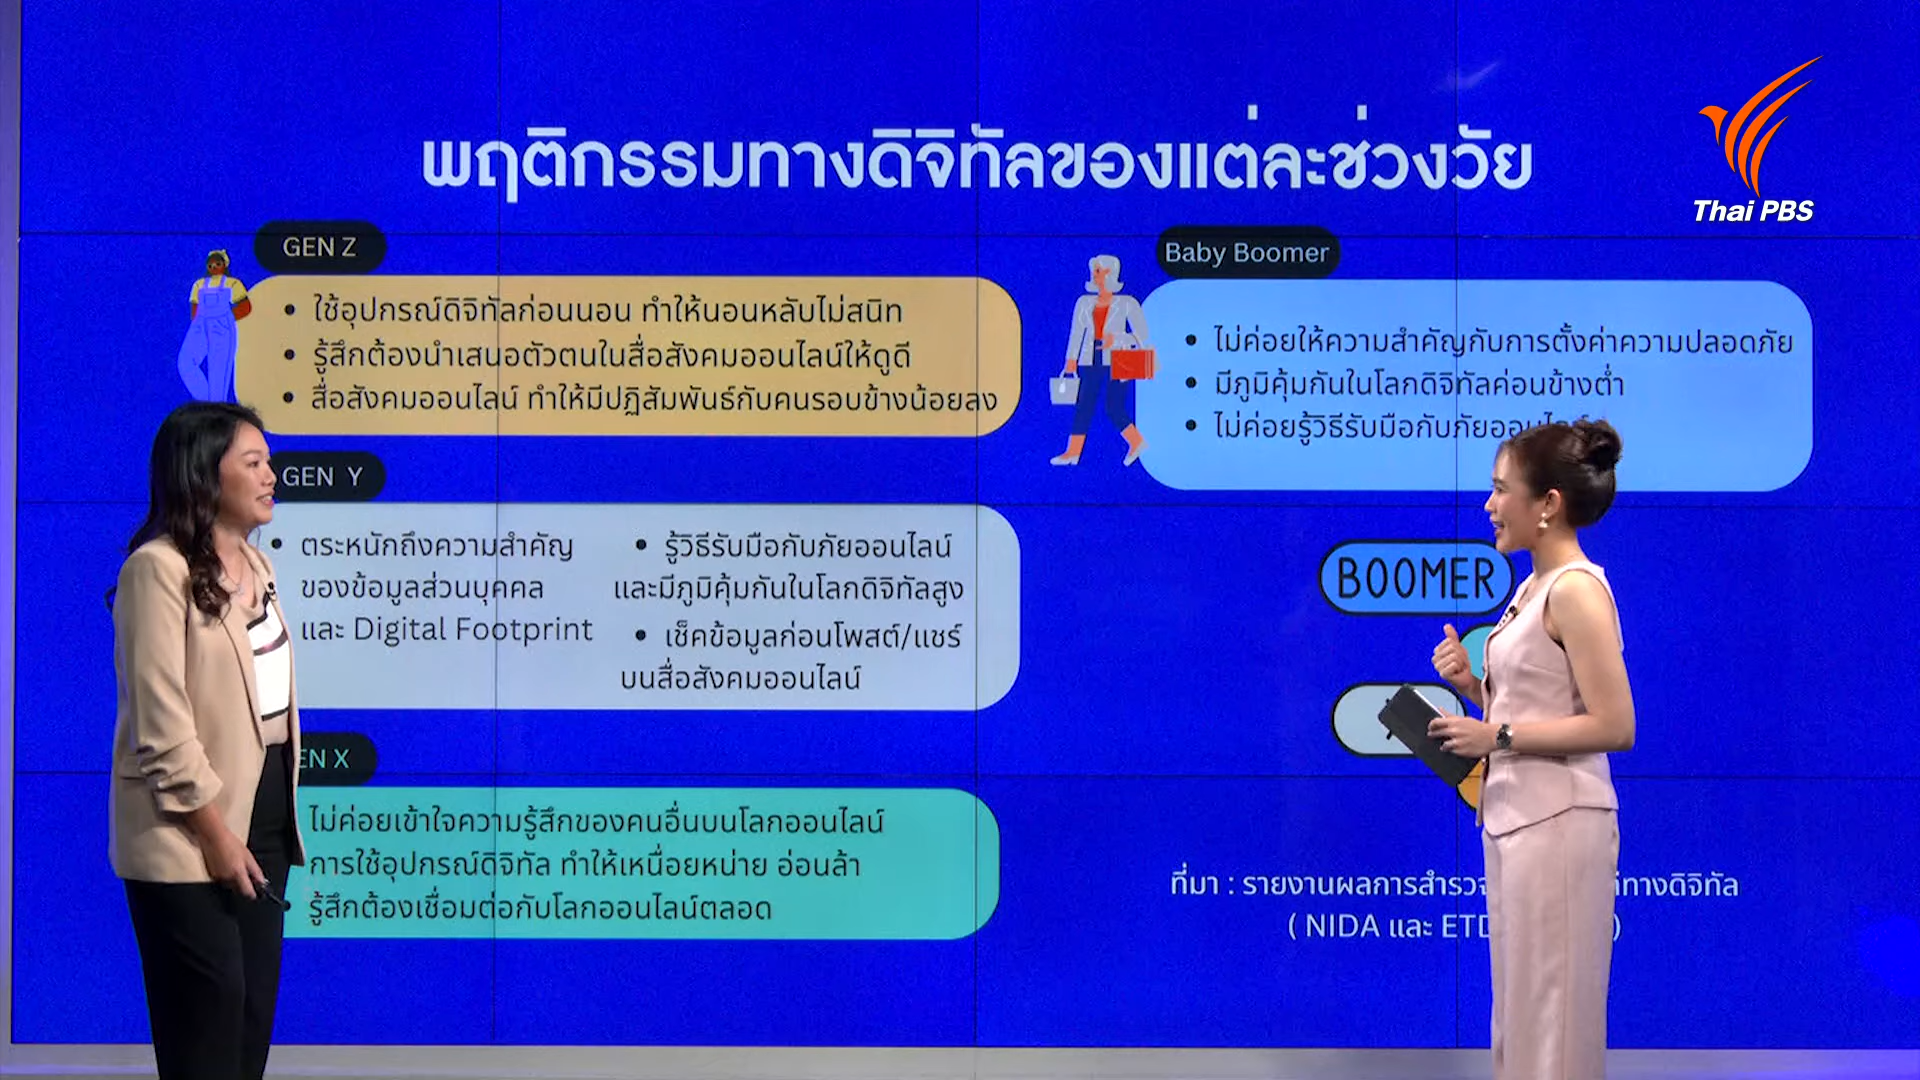 พฤติกรรมทางดิจิทัลของแต่ละช่วงวัย
Thai PBS
GEN Z
• ใช้อุปกรณ์ดิจิทัลก่อนนอน ทำให้นอนหลับไม่สนิท
• รู้สึกต้องนำเสนอตัวตนในสื่อสังคมออนไลน์ให้ดูดี
• สื่อสังคมออนไลน์ ทำให้มีปฏิสัมพันธ์กับคนรอบข้างน้อยลง
GEN Y
• ตระหนักถึงความสำคัญ
ของข้อมูลส่วนบุคคล
และ Digital Footprint
• รู้วิธีรับมือกับภัยออนไลน์
และมีภูมิคุ้มกันในโลกดิจิทัลสูง
• เช็คข้อมูลก่อนโพสต์/แชร์
บนสื่อสังคมออนไลน์
EN X
ไม่ค่อยเข้าใจความรู้สึกของคนอื่นบนโลกออนไลน์
การใช้อุปกรณ์ดิจิทัล ทำให้เหนื่อยหน่าย อ่อนล้า
• รู้สึกต้องเชื่อมต่อกับโลกออนไลน์ตลอด
Baby Boomer
• ไม่ค่อยให้ความสำคัญกับการตั้งค่าความปลอดภัย
• มีภูมิคุ้มกันในโลกดิจิทัลค่อนข้างต่ำ
• ไม่ค่อยรู้วิธีรับมือกับภัย
BOOMER
ที่มา : รายงานผลการสำรวจ ทางดิจิทัล
( NIDA และ ETD )